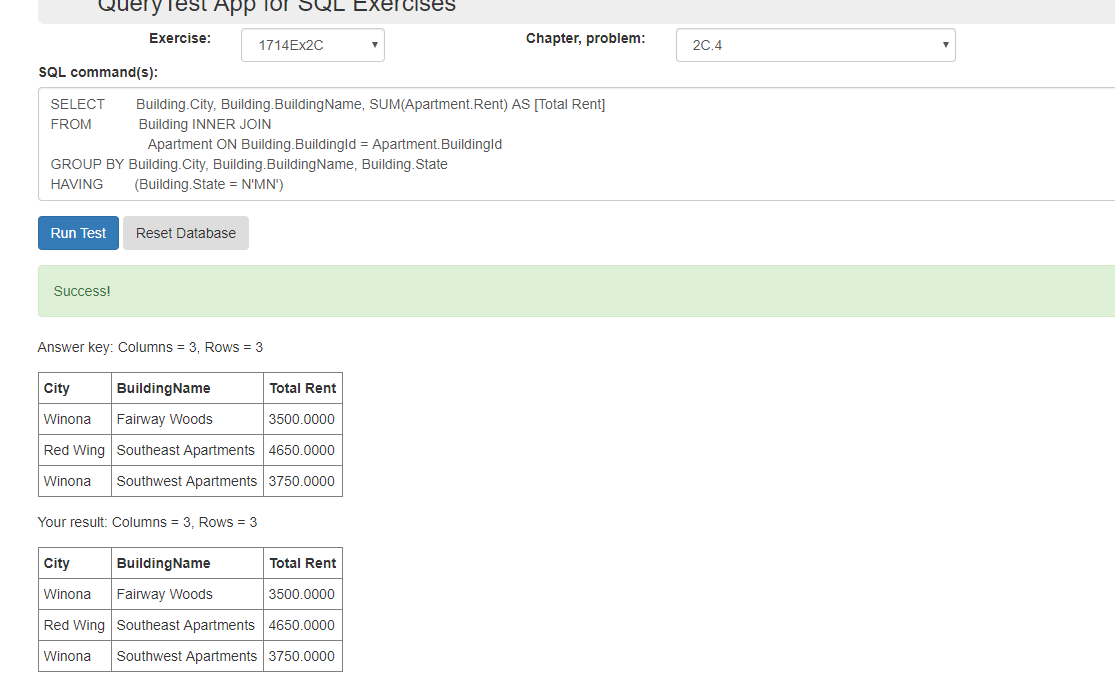 QueryTest App for SQL Exercises
Exercise: 1714Ex2C Chapter, problem: 2C.4
SQL command(s):
SELECT Building.City, Building.BuildingName, SUM(Apartment.Rent) AS [Total Rent]
FROM Building INNER JOIN
Apartment ON Building.BuildingId = Apartment.BuildingId
GROUP BY Building.City, Building.BuildingName, Building.State
HAVING (Building.State = N'MN')
Run Test Reset Database
Success!
Answer key: Columns = 3, Rows = 3
City BuildingName Total Rent
Winona Fairway Woods 3500.0000
Red Wing Southeast Apartments 4650.0000
Winona Southwest Apartments 3750.0000
Your result: Columns = 3, Rows = 3
City BuildingName Total Rent
Winona Fairway Woods 3500.0000
Red Wing Southeast Apartments 4650.0000
Winona Southwest Apartments 3750.0000